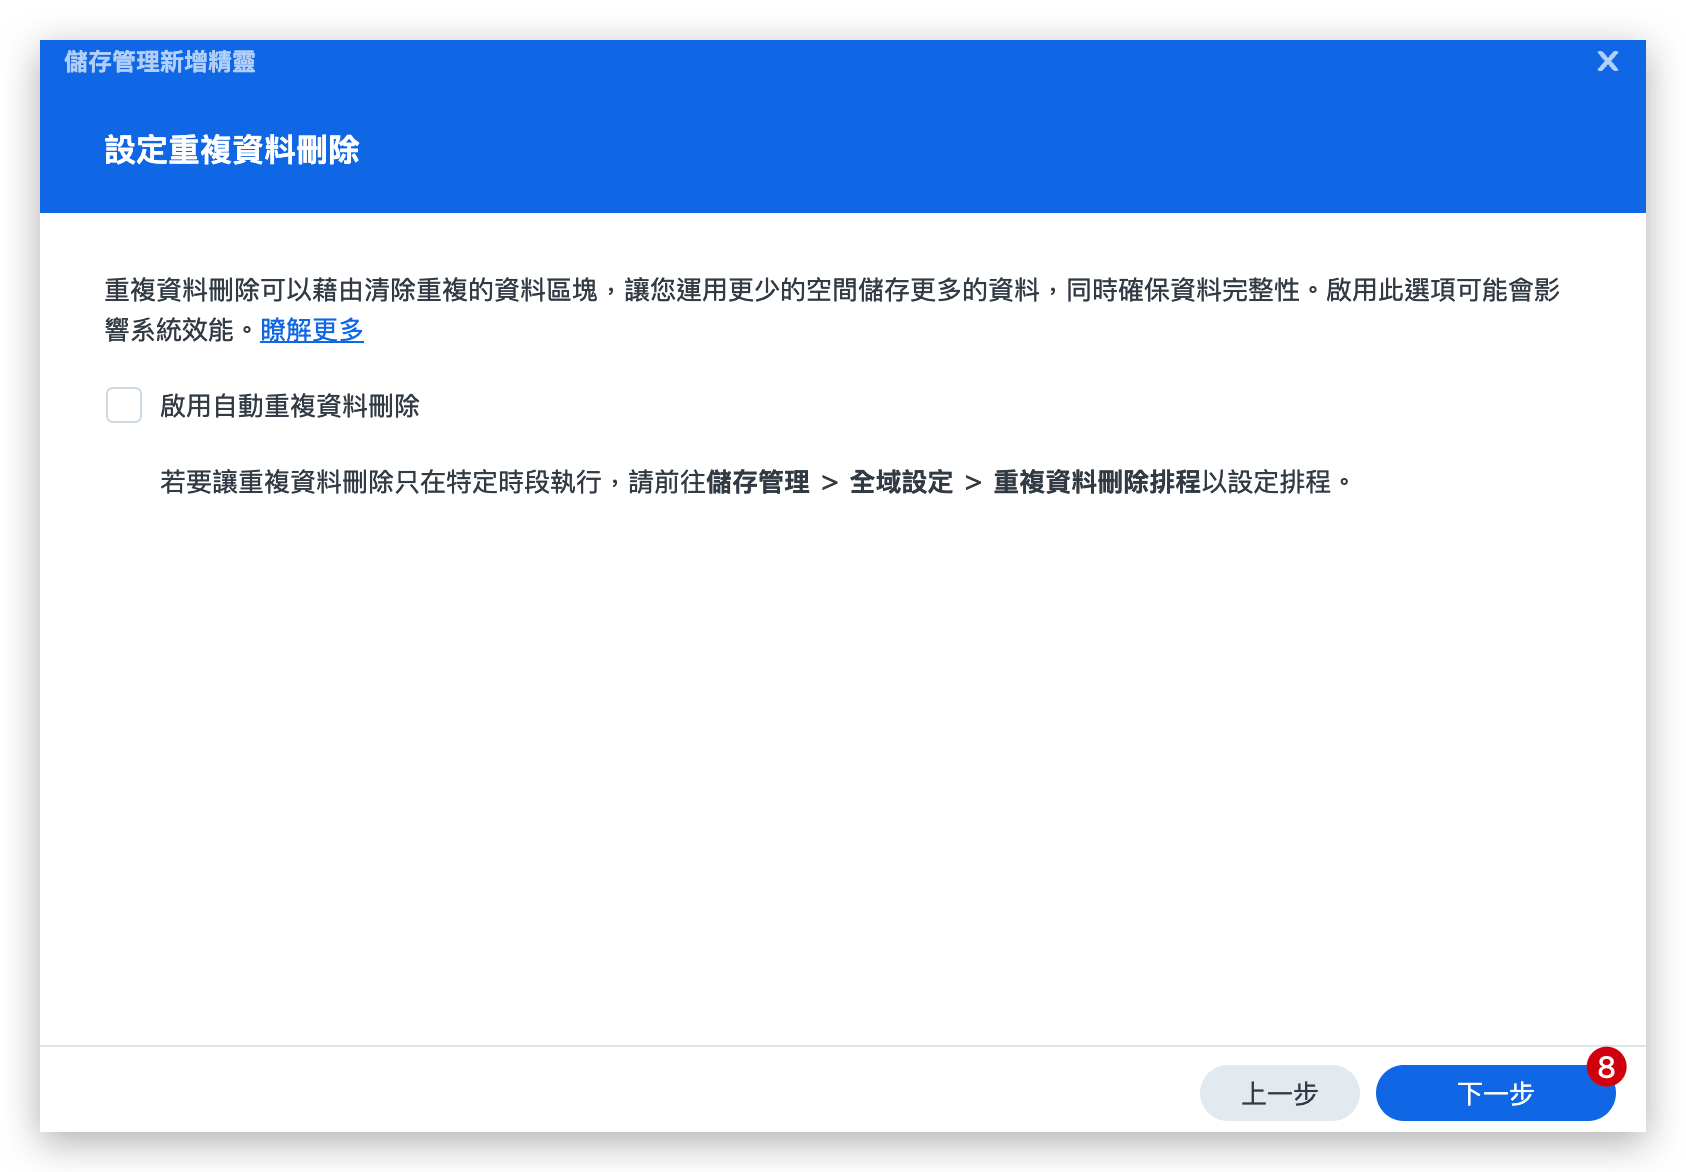 儲存管理新增精靈
X
設定重複資料刪除
重複資料刪除可以藉由清除重複的資料區塊，讓您運用更少的空間儲存更多的資料，同時確保資料完整性。啟用此選項可能會影
響系統效能。瞭解更多
啟用自動重複資料刪除
若要讓重複資料刪除只在特定時段執行，請前往儲存管理 > 全域設定 > 重複資料刪除排程以設定排程。
8
上一步
下一步